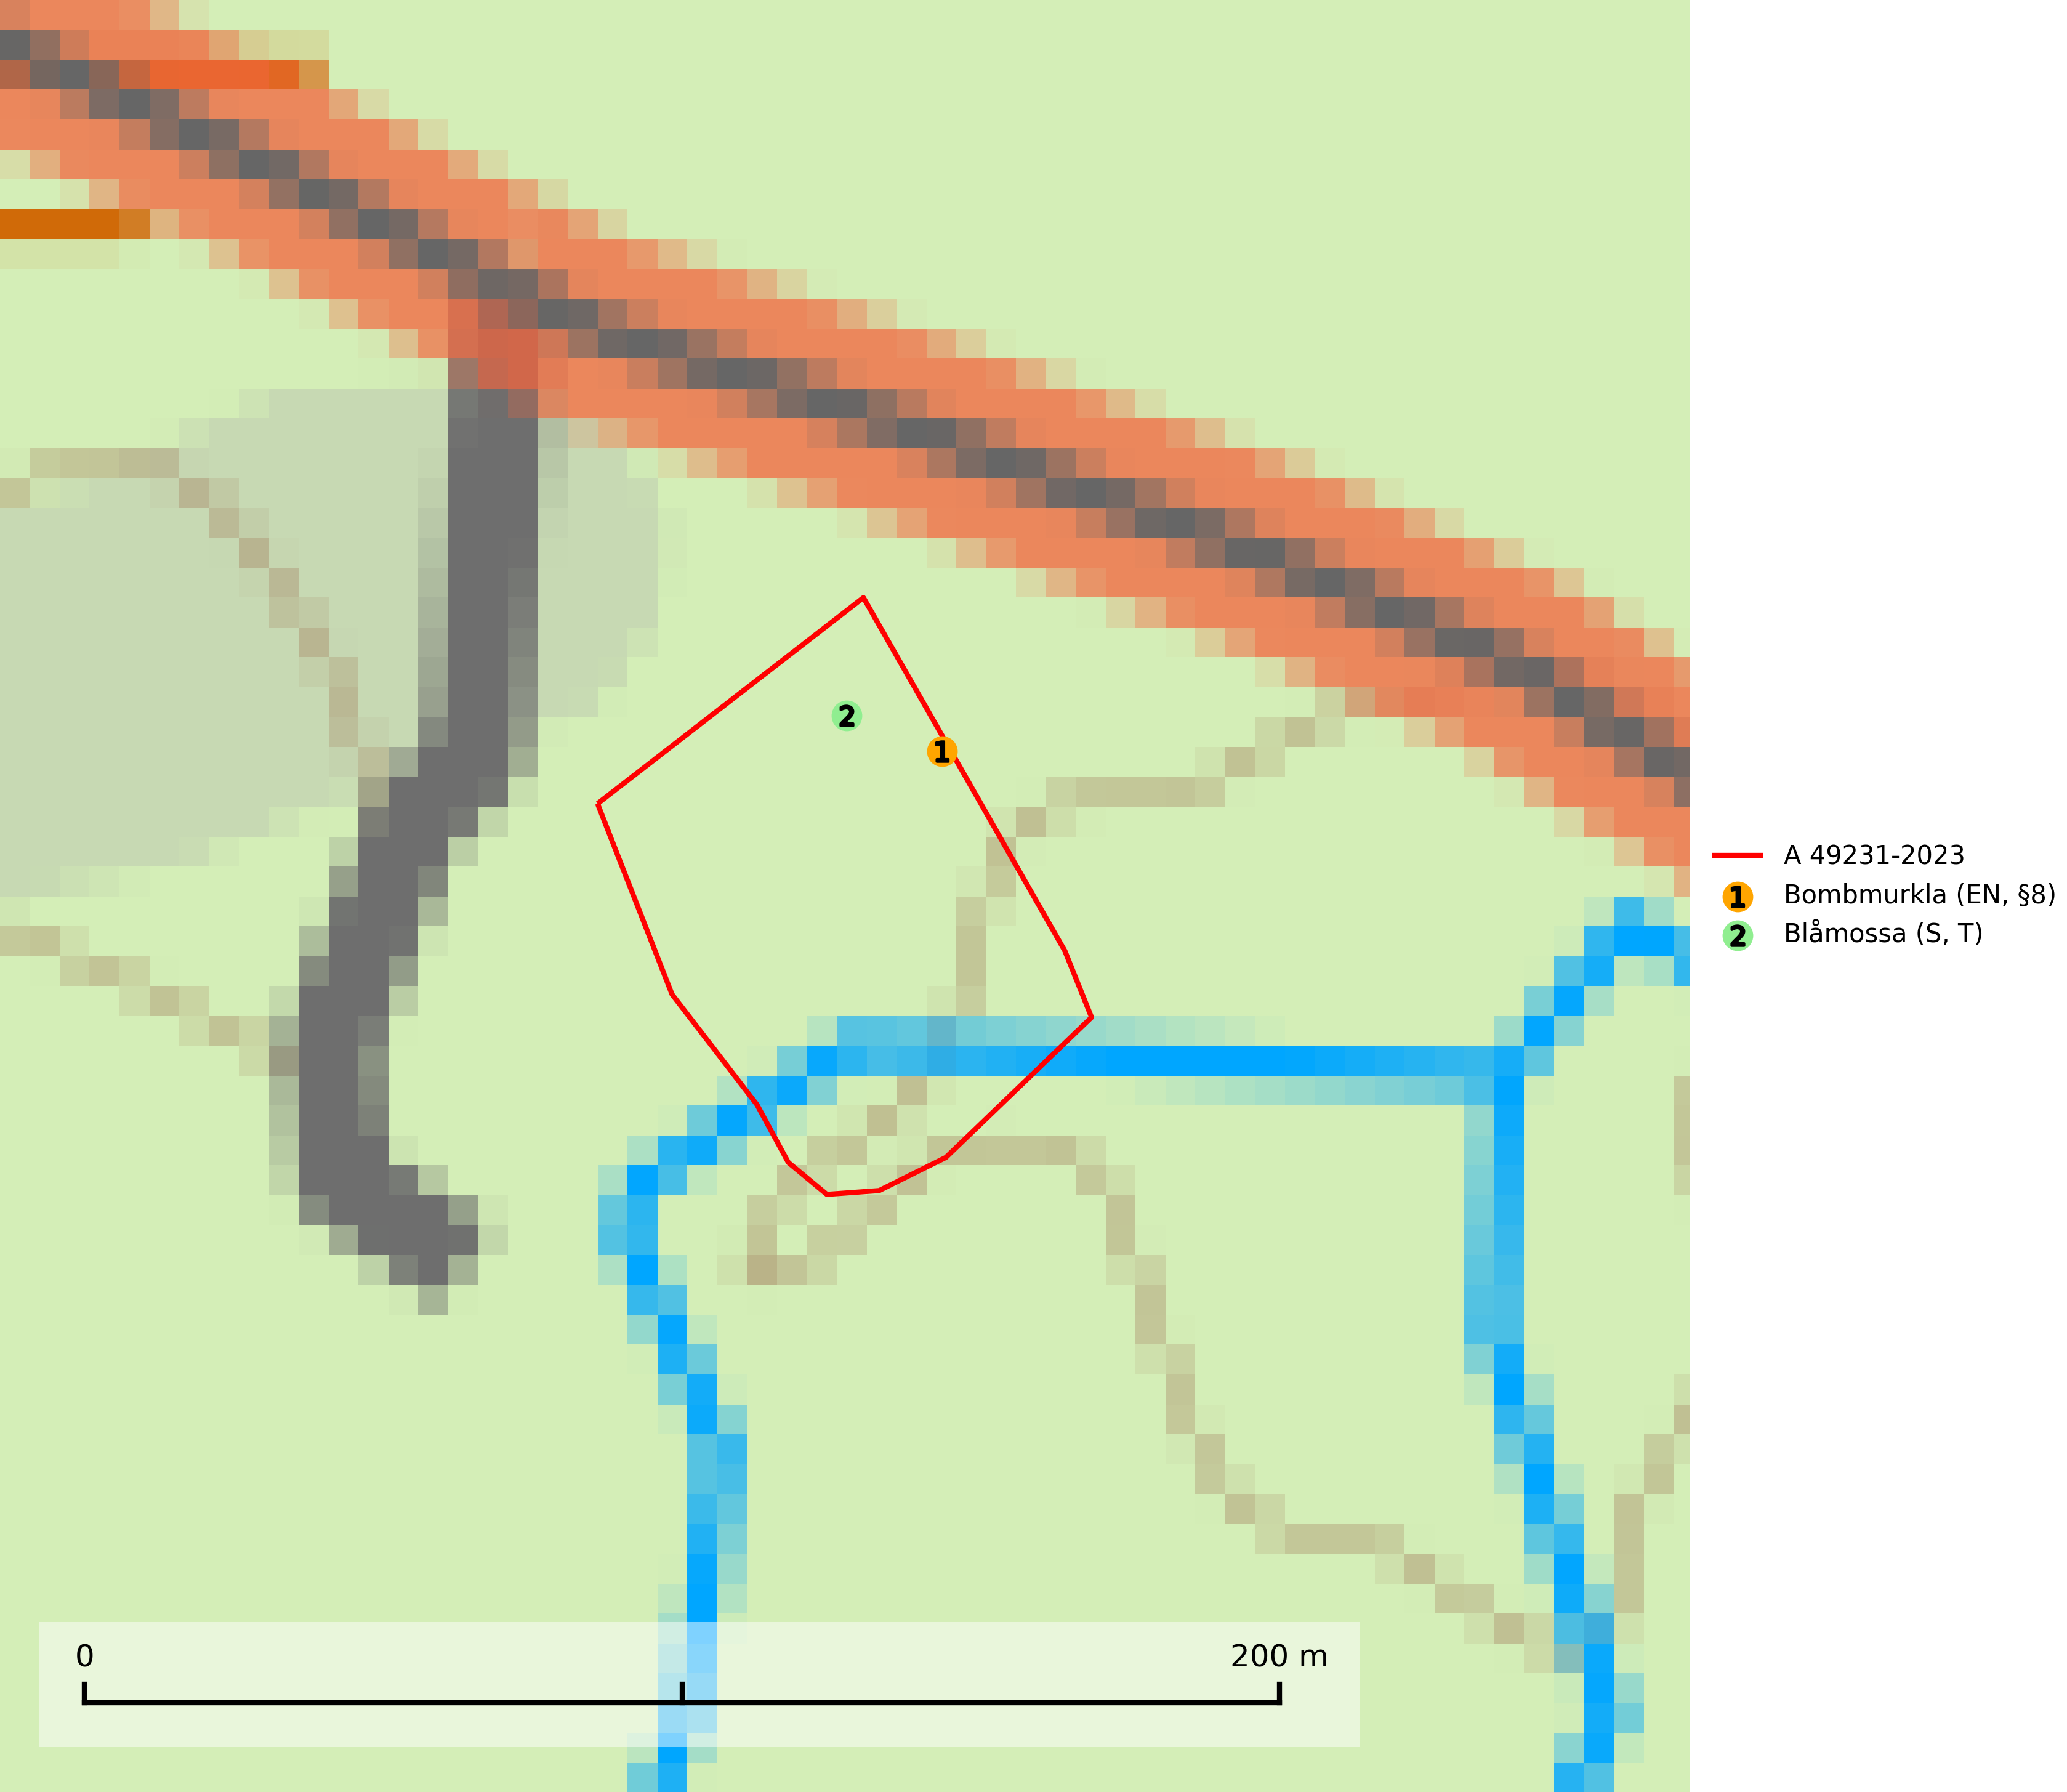 2
1
A 49231-2023
1 Bombmurkla (EN, §8)
2 Blåmossa (S, T)
0 200 m